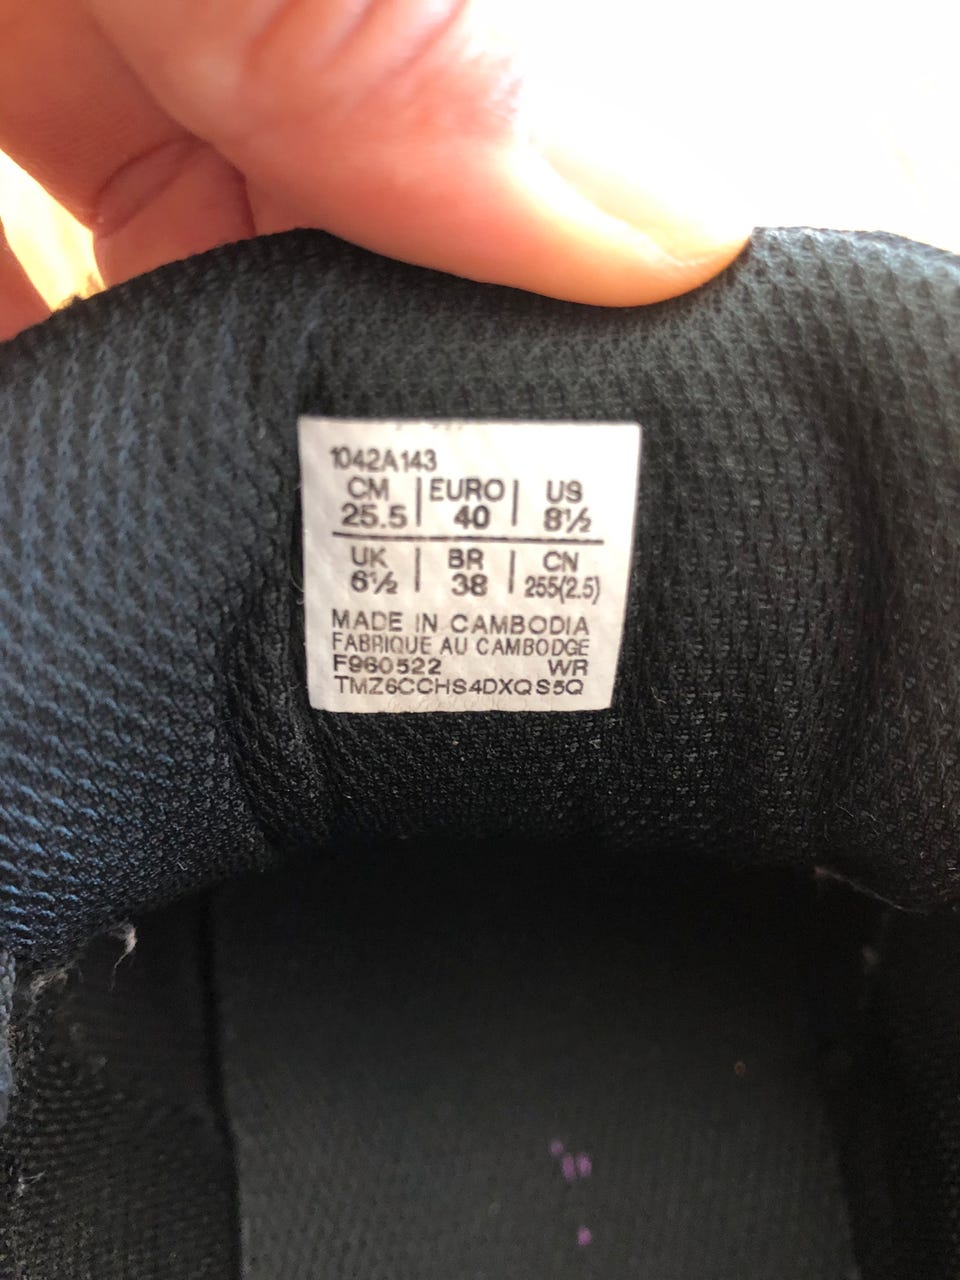 1042A143
CM | EURO | US
25.5 | 40 | 8½
UK | BR | CN
6½ | 38 | 255(2.5)
MADE IN CAMBODIA
FABRIQUE AU CAMBODGE
F960522 WR
TMZ6CCHS4DXQS5Q